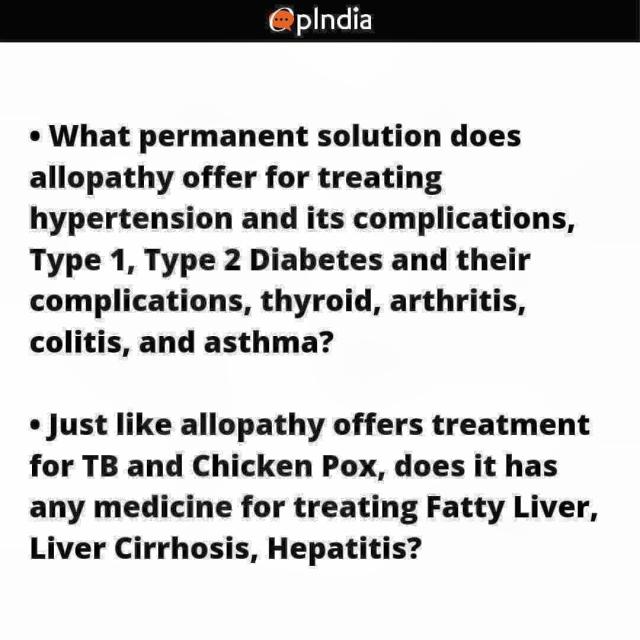 OpIndia
• What permanent solution does
allopathy offer for treating
hypertension and its complications,
Type 1, Type 2 Diabetes and their
complications, thyroid, arthritis,
colitis, and asthma?
• Just like allopathy offers treatment
for TB and Chicken Pox, does it has
any medicine for treating Fatty Liver,
Liver Cirrhosis, Hepatitis?